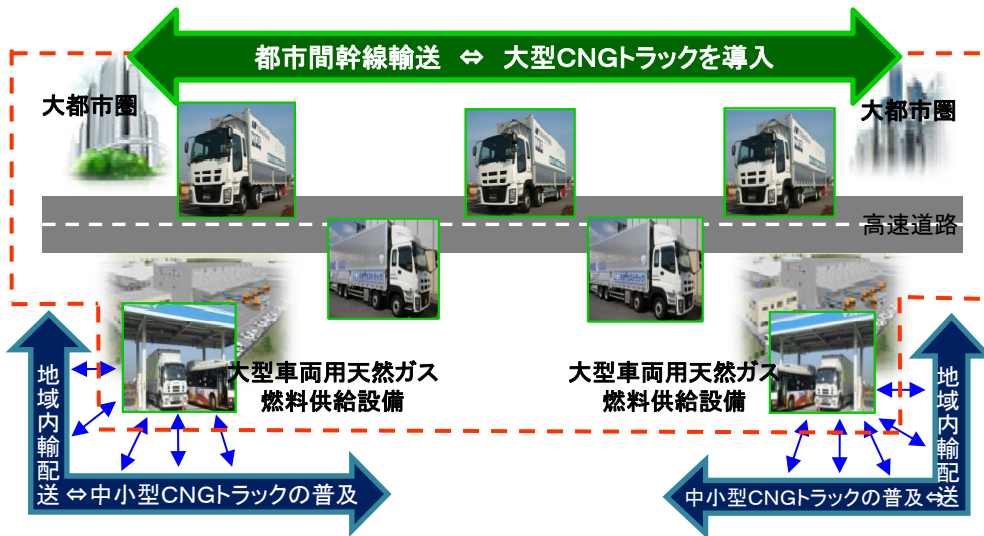 都市間幹線輸送 ⇔ 大型CNGトラックを導入
大都市圏
大都市圏
高速道路
大型車両用天然ガス
燃料供給設備
大型車両用天然ガス
燃料供給設備
地域内輸配送 ⇔中小型CNGトラックの普及
中小型CNGトラックの普及⇔ 地域内輸配送